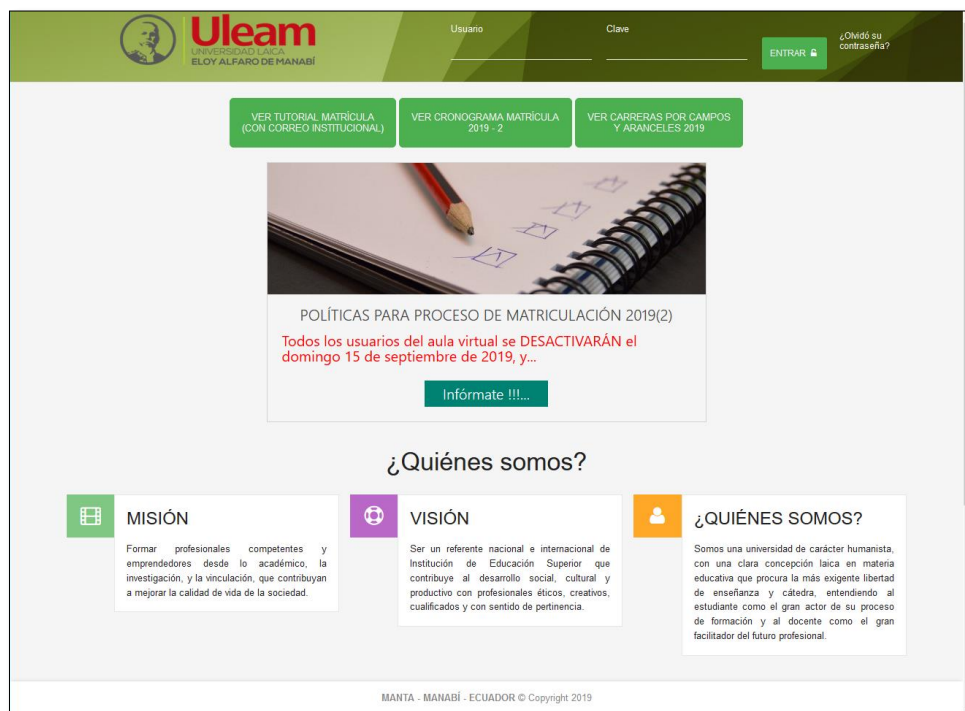 Uleam
UNIVERSIDAD LAICA
ELOY ALFARO DE MANABÍ
Usuario
Clave
ENTRAR
¿Olvidó su
contraseña?
VER TUTORIAL MATRÍCULA
(CON CORREO INSTITUCIONAL)
VER CRONOGRAMA MATRÍCULA
2019 - 2
VER CARRERAS POR CAMPOS
Y ARANCELES 2019
POLÍTICAS PARA PROCESO DE MATRICULACIÓN 2019(2)
Todos los usuarios del aula virtual se DESACTIVARÁN el
domingo 15 de septiembre de 2019, y...
Infórmate !!!...
¿Quiénes somos?
MISIÓN
Formar profesionales competentes y
emprendedores desde lo académico, la
investigación, y la vinculación, que contribuyan
a mejorar la calidad de vida de la sociedad.
VISIÓN
Ser un referente nacional e internacional de
Institución de Educación Superior que
contribuye al desarrollo social, cultural y
productivo con profesionales éticos, creativos,
cualificados y con sentido de pertinencia.
¿QUIÉNES SOMOS?
Somos una universidad de carácter humanista,
con una clara concepción laica en materia
educativa que procura la más exigente libertad
de enseñanza y cátedra, entendiendo al
estudiante como el gran actor de su proceso
de formación y al docente como el gran
facilitador del futuro profesional.
MANTA - MANABÍ - ECUADOR © Copyright 2019